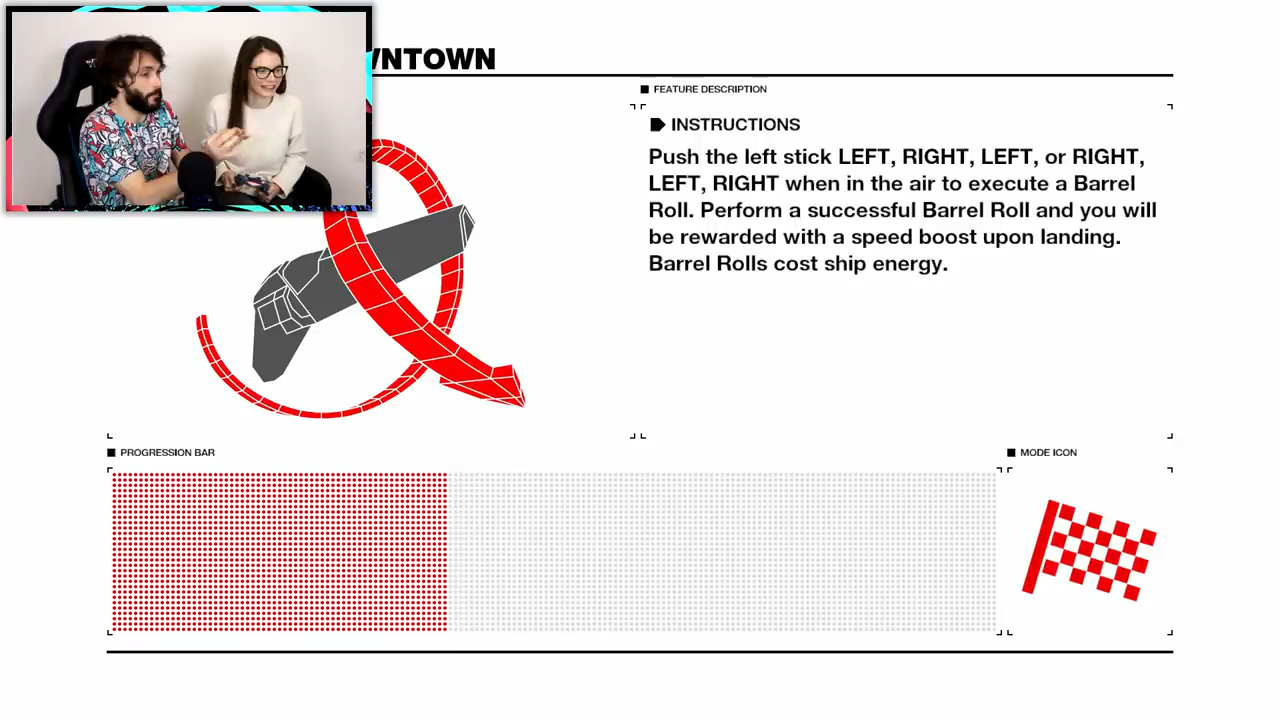 WNTOWN
FEATURE DESCRIPTION
INSTRUCTIONS
Push the left stick LEFT, RIGHT, LEFT, or RIGHT,
LEFT, RIGHT when in the air to execute a Barrel
Roll. Perform a successful Barrel Roll and you will
be rewarded with a speed boost upon landing.
Barrel Rolls cost ship energy.
PROGRESSION BAR
MODE ICON